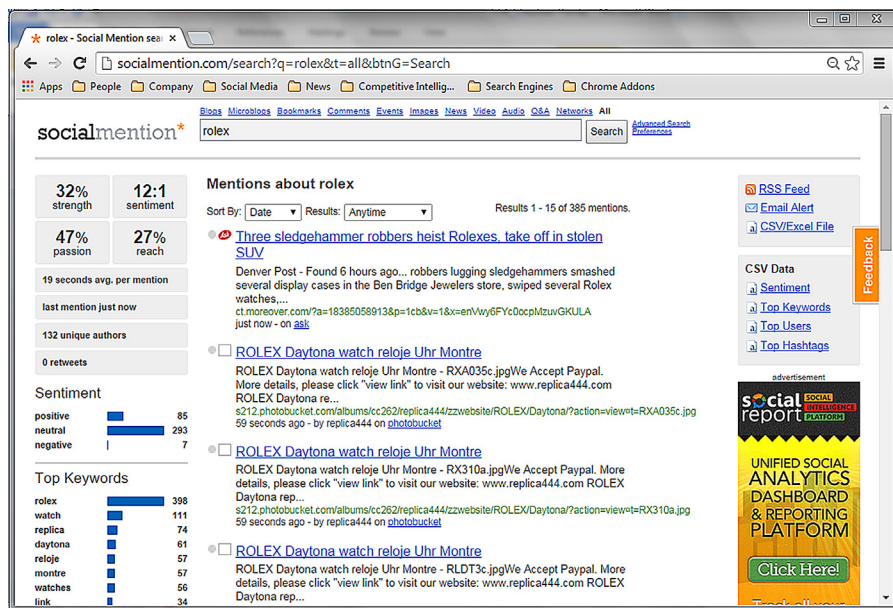 rolex - Social Mention sea
socialmention.com/search?q=rolex&t=all&btnG=Search
Apps People Company Social Media News Competitive Intellig... Search Engines Chrome Addons
Blogs Microblogs Bookmarks Comments Events Images News Video Audio Q&A Networks All
socialmention*
rolex
Search
Advanced Search
Preferences
32%
strength
12:1
sentiment
47%
passion
27%
reach
19 seconds avg. per mention
last mention just now
132 unique authors
0 retweets
Sentiment
positive 85
neutral 293
negative 7
Top Keywords
rolex 398
watch 111
replica 74
daytona 61
reloje 57
montre 57
watches 56
link 34
Mentions about rolex
Sort By: Date Results: Anytime
Results 1 - 15 of 385 mentions.
Ask
Three sledgehammer robbers heist Rolexes, take off in stolen
SUV
Denver Post - Found 6 hours ago... robbers lugging sledgehammers smashed
several display cases in the Ben Bridge Jewelers store, swiped several Rolex
watches,...
ct.moreover.com/?a=18385058913&p=1cb&v=1&x=enVwy6FYc0ocpMzuvGKULA
just now - on ask
ROLEX Daytona watch reloje Uhr Montre
ROLEX Daytona watch reloje Uhr Montre - RXA035c.jpgWe Accept Paypal.
More details, please click "view link" to visit our website: www.replica444.com
ROLEX Daytona re...
s212.photobucket.com/albums/cc262/replica444/zzwebsite/ROLEX/Daytona/?action=view¤t=RXA035c.jpg
59 seconds ago - by replica444 on photobucket
ROLEX Daytona watch reloje Uhr Montre
ROLEX Daytona watch reloje Uhr Montre - RX310a.jpgWe Accept Paypal. More
details, please click "view link" to visit our website: www.replica444.com ROLEX
Daytona rep...
s212.photobucket.com/albums/cc262/replica444/zzwebsite/ROLEX/Daytona/?action=view¤t=RX310a.jpg
59 seconds ago - by replica444 on photobucket
ROLEX Daytona watch reloje Uhr Montre
ROLEX Daytona watch reloje Uhr Montre - RLDT3c.jpgWe Accept Paypal. More
details, please click "view link" to visit our website: www.replica444.com ROLEX
Daytona rep...
RSS Feed
Email Alert
CSV/Excel File
Feedback
CSV Data
Sentiment
Top Keywords
Top Users
Top Hashtags
advertisement
social
report
SOCIAL
INTELLIGENCE
PLATFORM
UNIFIED SOCIAL
ANALYTICS
DASHBOARD
& REPORTING
PLATFORM
Click Here!
Track all your